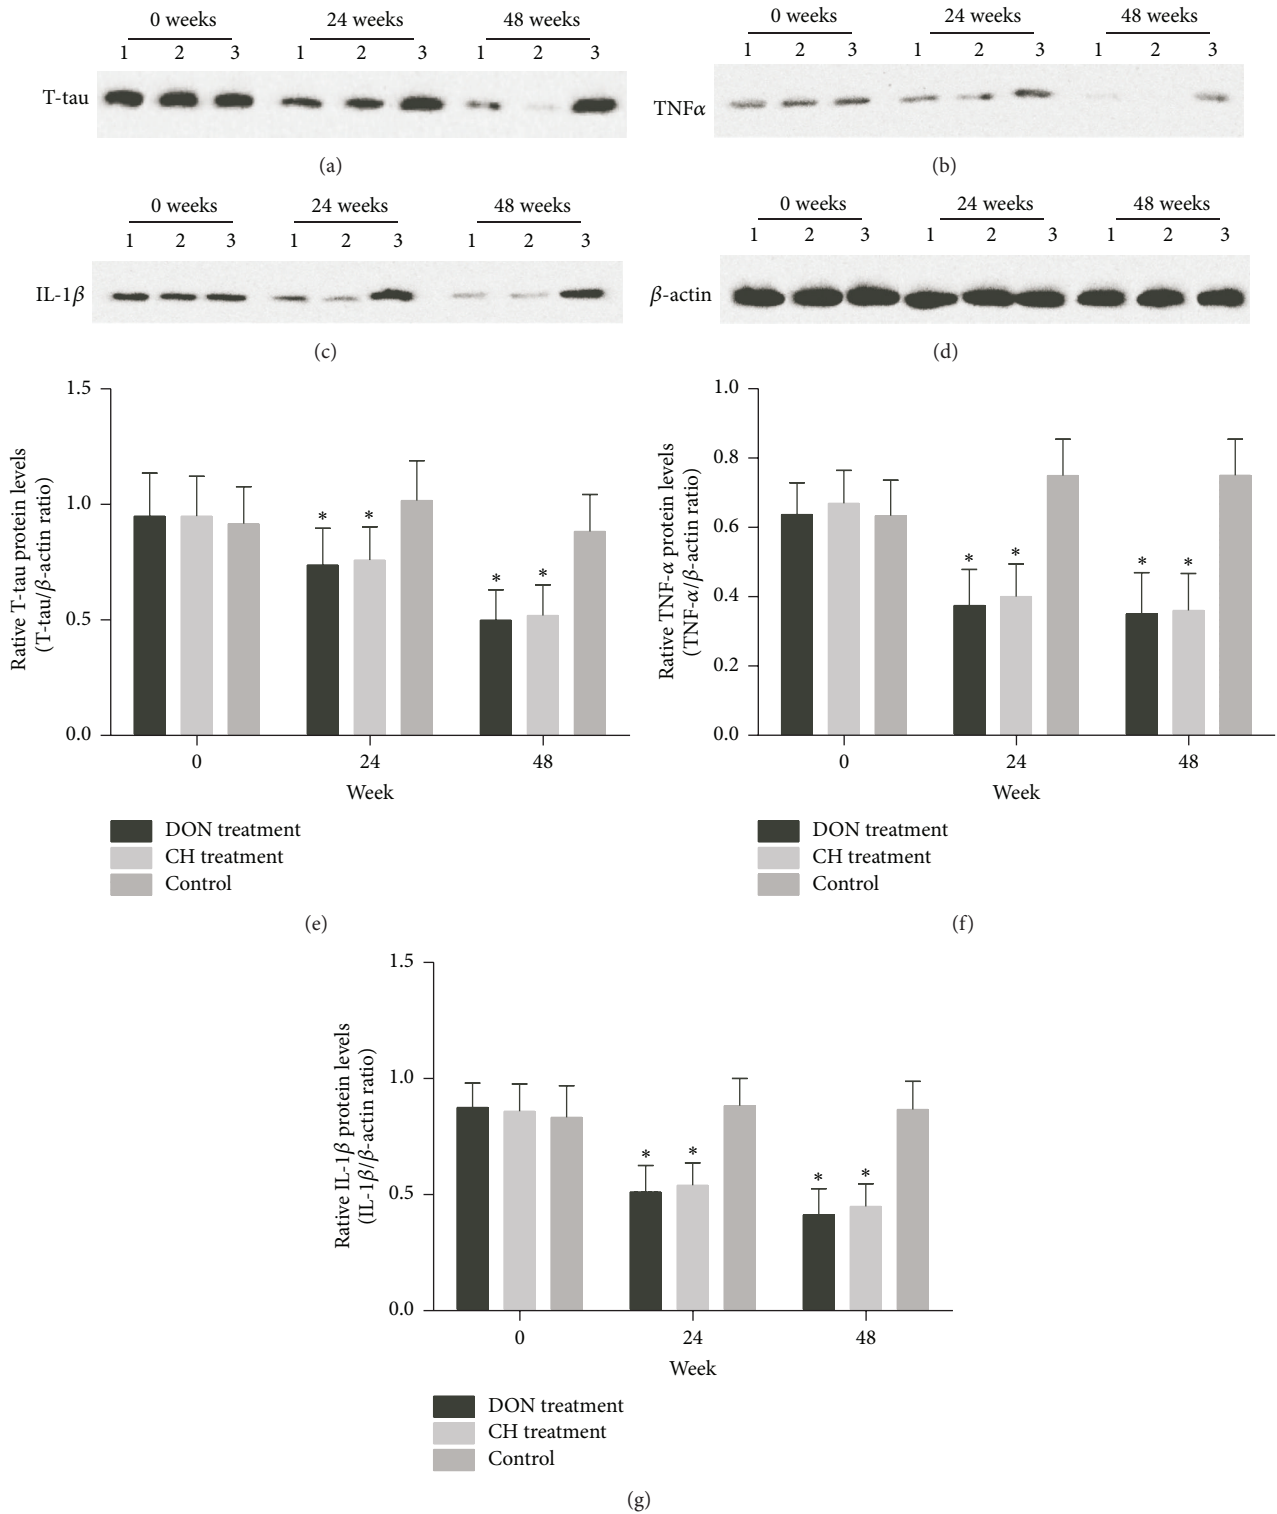 0 weeks 24 weeks 48 weeks
1 2 3 1 2 3 1 2 3
T-tau
(a)
0 weeks 24 weeks 48 weeks
1 2 3 1 2 3 1 2 3
TNFα
(b)
0 weeks 24 weeks 48 weeks
1 2 3 1 2 3 1 2 3
IL-1β
(c)
0 weeks 24 weeks 48 weeks
1 2 3 1 2 3 1 2 3
β-actin
(d)
Rative T-tau protein levels
(T-tau/β-actin ratio)
1.5
1.0
0.5
0.0
* *
* *
0 24 48
Week
DON treatment
CH treatment
Control
(e)
Rative TNF-α protein levels
(TNF-α/β-actin ratio)
1.0
0.8
0.6
0.4
0.2
0.0
* *
* *
0 24 48
Week
DON treatment
CH treatment
Control
(f)
Rative IL-1β protein levels
(IL-1β/β-actin ratio)
1.5
1.0
0.5
0.0
* *
* *
0 24 48
Week
DON treatment
CH treatment
Control
(g)